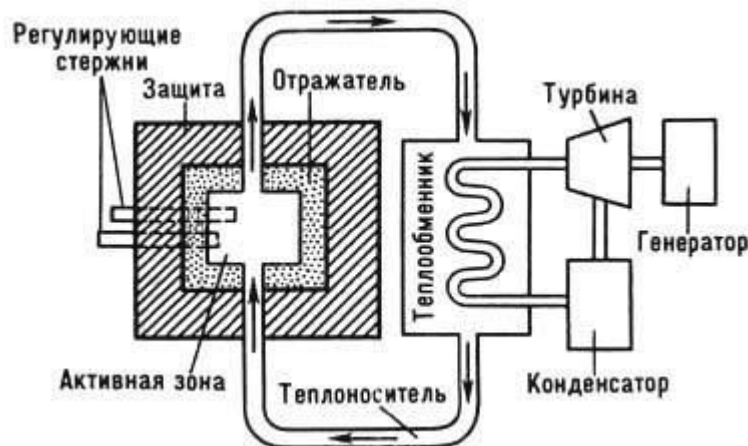 Регулирующие
стержни
Защита
Отражатель
Турбина
Теплообменник
Генератор
Активная зона
Теплоноситель
Конденсатор